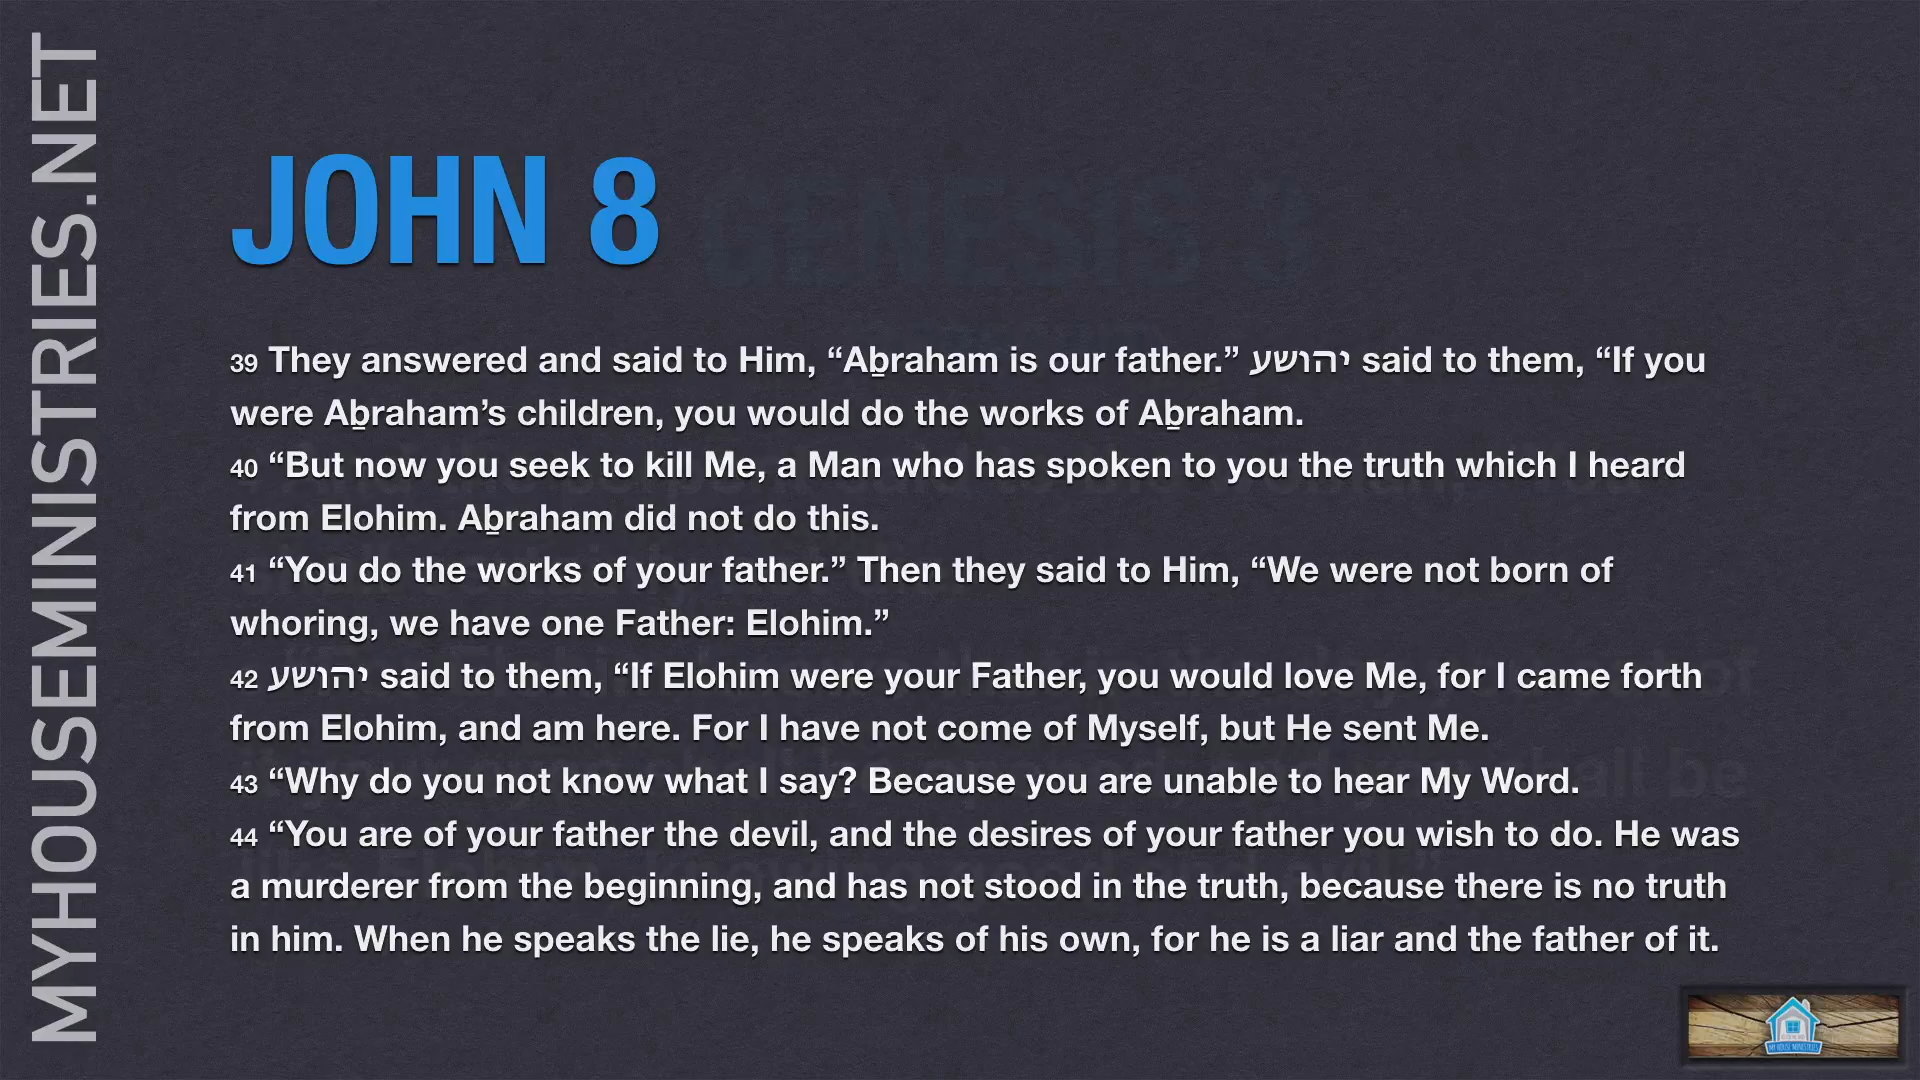 MYHOUSEMINISTRIES.NET
JOHN 8
GENESIS 3
39 They answered and said to Him, “Aḇraham is our father.” יהושע said to them, “If you
were Aḇraham’s children, you would do the works of Aḇraham.
40 “But now you seek to kill Me, a Man who has spoken to you the truth which I heard
from Elohim. Aḇraham did not do this.
41 “You do the works of your father.” Then they said to Him, “We were not born of
whoring, we have one Father: Elohim.”
42 יהושע said to them, “If Elohim were your Father, you would love Me, for I came forth
from Elohim, and am here. For I have not come of Myself, but He sent Me.
43 “Why do you not know what I say? Because you are unable to hear My Word.
44 “You are of your father the devil, and the desires of your father you wish to do. He was
a murderer from the beginning, and has not stood in the truth, because there is no truth
in him. When he speaks the lie, he speaks of his own, for he is a liar and the father of it.
MY HOUSE MINISTRIES